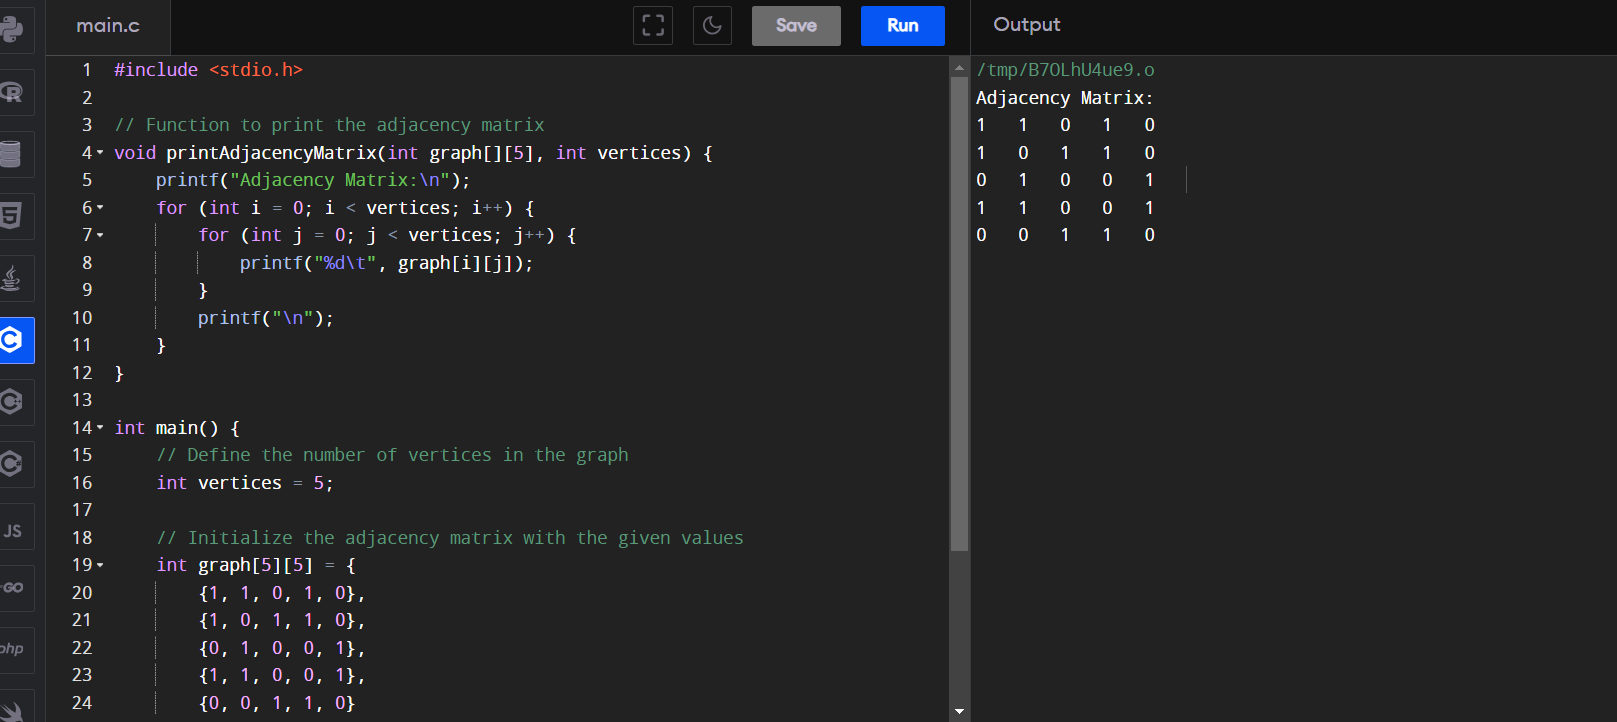 main.c
Save
Run
Output
1 #include <stdio.h>
2
3 // Function to print the adjacency matrix
4 void printAdjacencyMatrix(int graph[][5], int vertices) {
5     printf("Adjacency Matrix:\n");
6     for (int i = 0; i < vertices; i++) {
7         for (int j = 0; j < vertices; j++) {
8             printf("%d\t", graph[i][j]);
9         }
10         printf("\n");
11     }
12 }
13
14 int main() {
15     // Define the number of vertices in the graph
16     int vertices = 5;
17
18     // Initialize the adjacency matrix with the given values
19     int graph[5][5] = {
20         {1, 1, 0, 1, 0},
21         {1, 0, 1, 1, 0},
22         {0, 1, 0, 0, 1},
23         {1, 1, 0, 0, 1},
24         {0, 0, 1, 1, 0}
/tmp/B7OLhU4ue9.o
Adjacency Matrix:
1 1 0 1 0
1 0 1 1 0
0 1 0 0 1
1 1 0 0 1
0 0 1 1 0
R
5
C
C
C
JS
GO
php